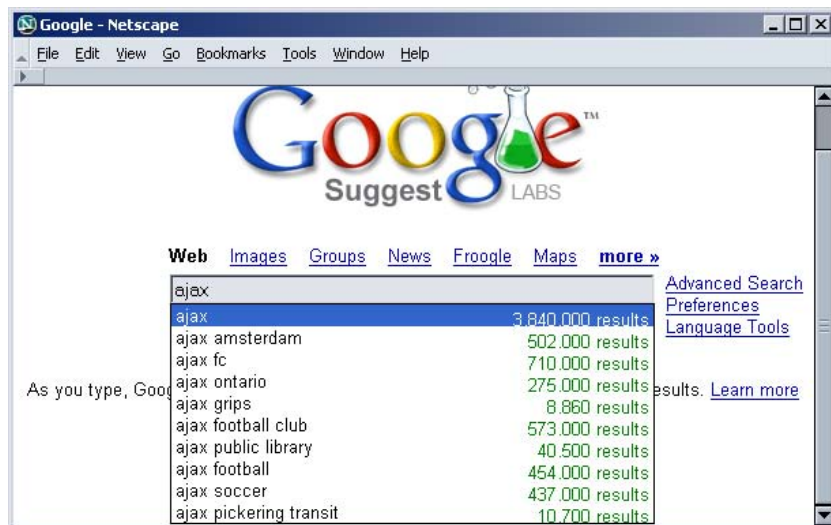 Google - Netscape
File Edit View Go Bookmarks Tools Window Help
Google™
Suggest LABS
Web Images Groups News Froogle Maps more »
ajax
Advanced Search
Preferences
Language Tools
ajax 3.840.000 results
ajax amsterdam 502.000 results
ajax fc 710.000 results
ajax ontario 275.000 results
ajax grips 8.860 results
ajax football club 573.000 results
ajax public library 40.500 results
ajax football 454.000 results
ajax soccer 437.000 results
ajax pickering transit 10.700 results
As you type, Goo esults. Learn more